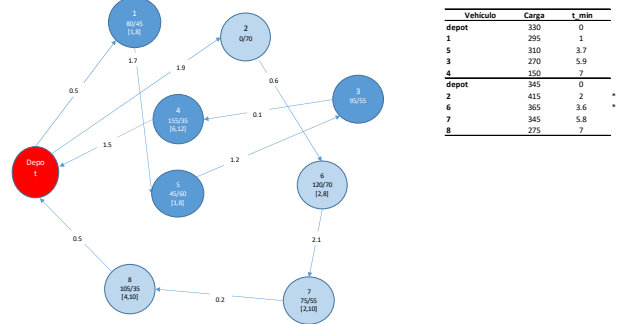 1
80/45
[1,8]
2
0/70
3
95/55
4
155/35
[6,12]
5
45/60
[1,8]
6
120/70
[2,8]
7
75/55
[2,10]
8
105/35
[4,10]
Depo
t
0.5
1.7
1.9
0.6
0.1
1.5
1.2
2.1
0.5
0.2
Vehículo Carga t_min
depot 330 0
1 295 1
5 310 3.7
3 270 5.9
4 150 7
depot 345 0
2 415 2 *
6 365 3.6 *
7 345 5.8
8 275 7